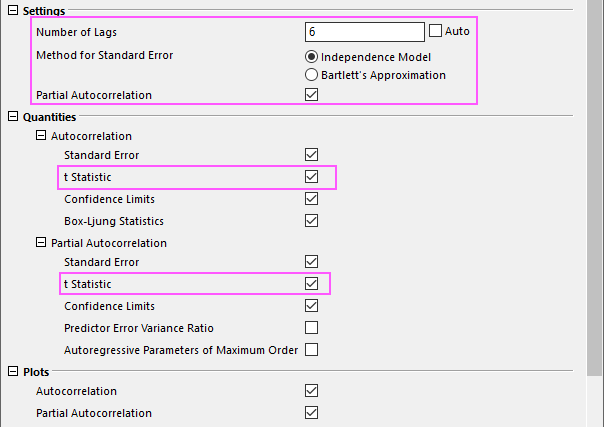 Settings
Number of Lags 6 Auto
Method for Standard Error Independence Model
Bartlett's Approximation
Partial Autocorrelation
Quantities
Autocorrelation
Standard Error
t Statistic
Confidence Limits
Box-Ljung Statistics
Partial Autocorrelation
Standard Error
t Statistic
Confidence Limits
Predictor Error Variance Ratio
Autoregressive Parameters of Maximum Order
Plots
Autocorrelation
Partial Autocorrelation